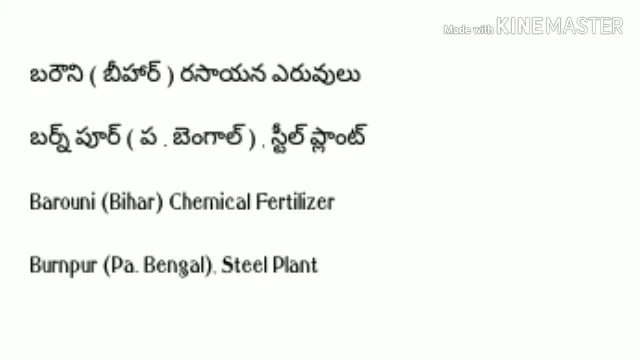 Made with KINEMASTER
బరౌని ( బీహార్ ) రసాయన ఎరువులు
బర్న్ పూర్ ( ప . బెంగాల్ ) , స్టీల్ ప్లాంట్
Barouni (Bihar) Chemical Fertilizer
Burnpur (Pa. Bengal), Steel Plant